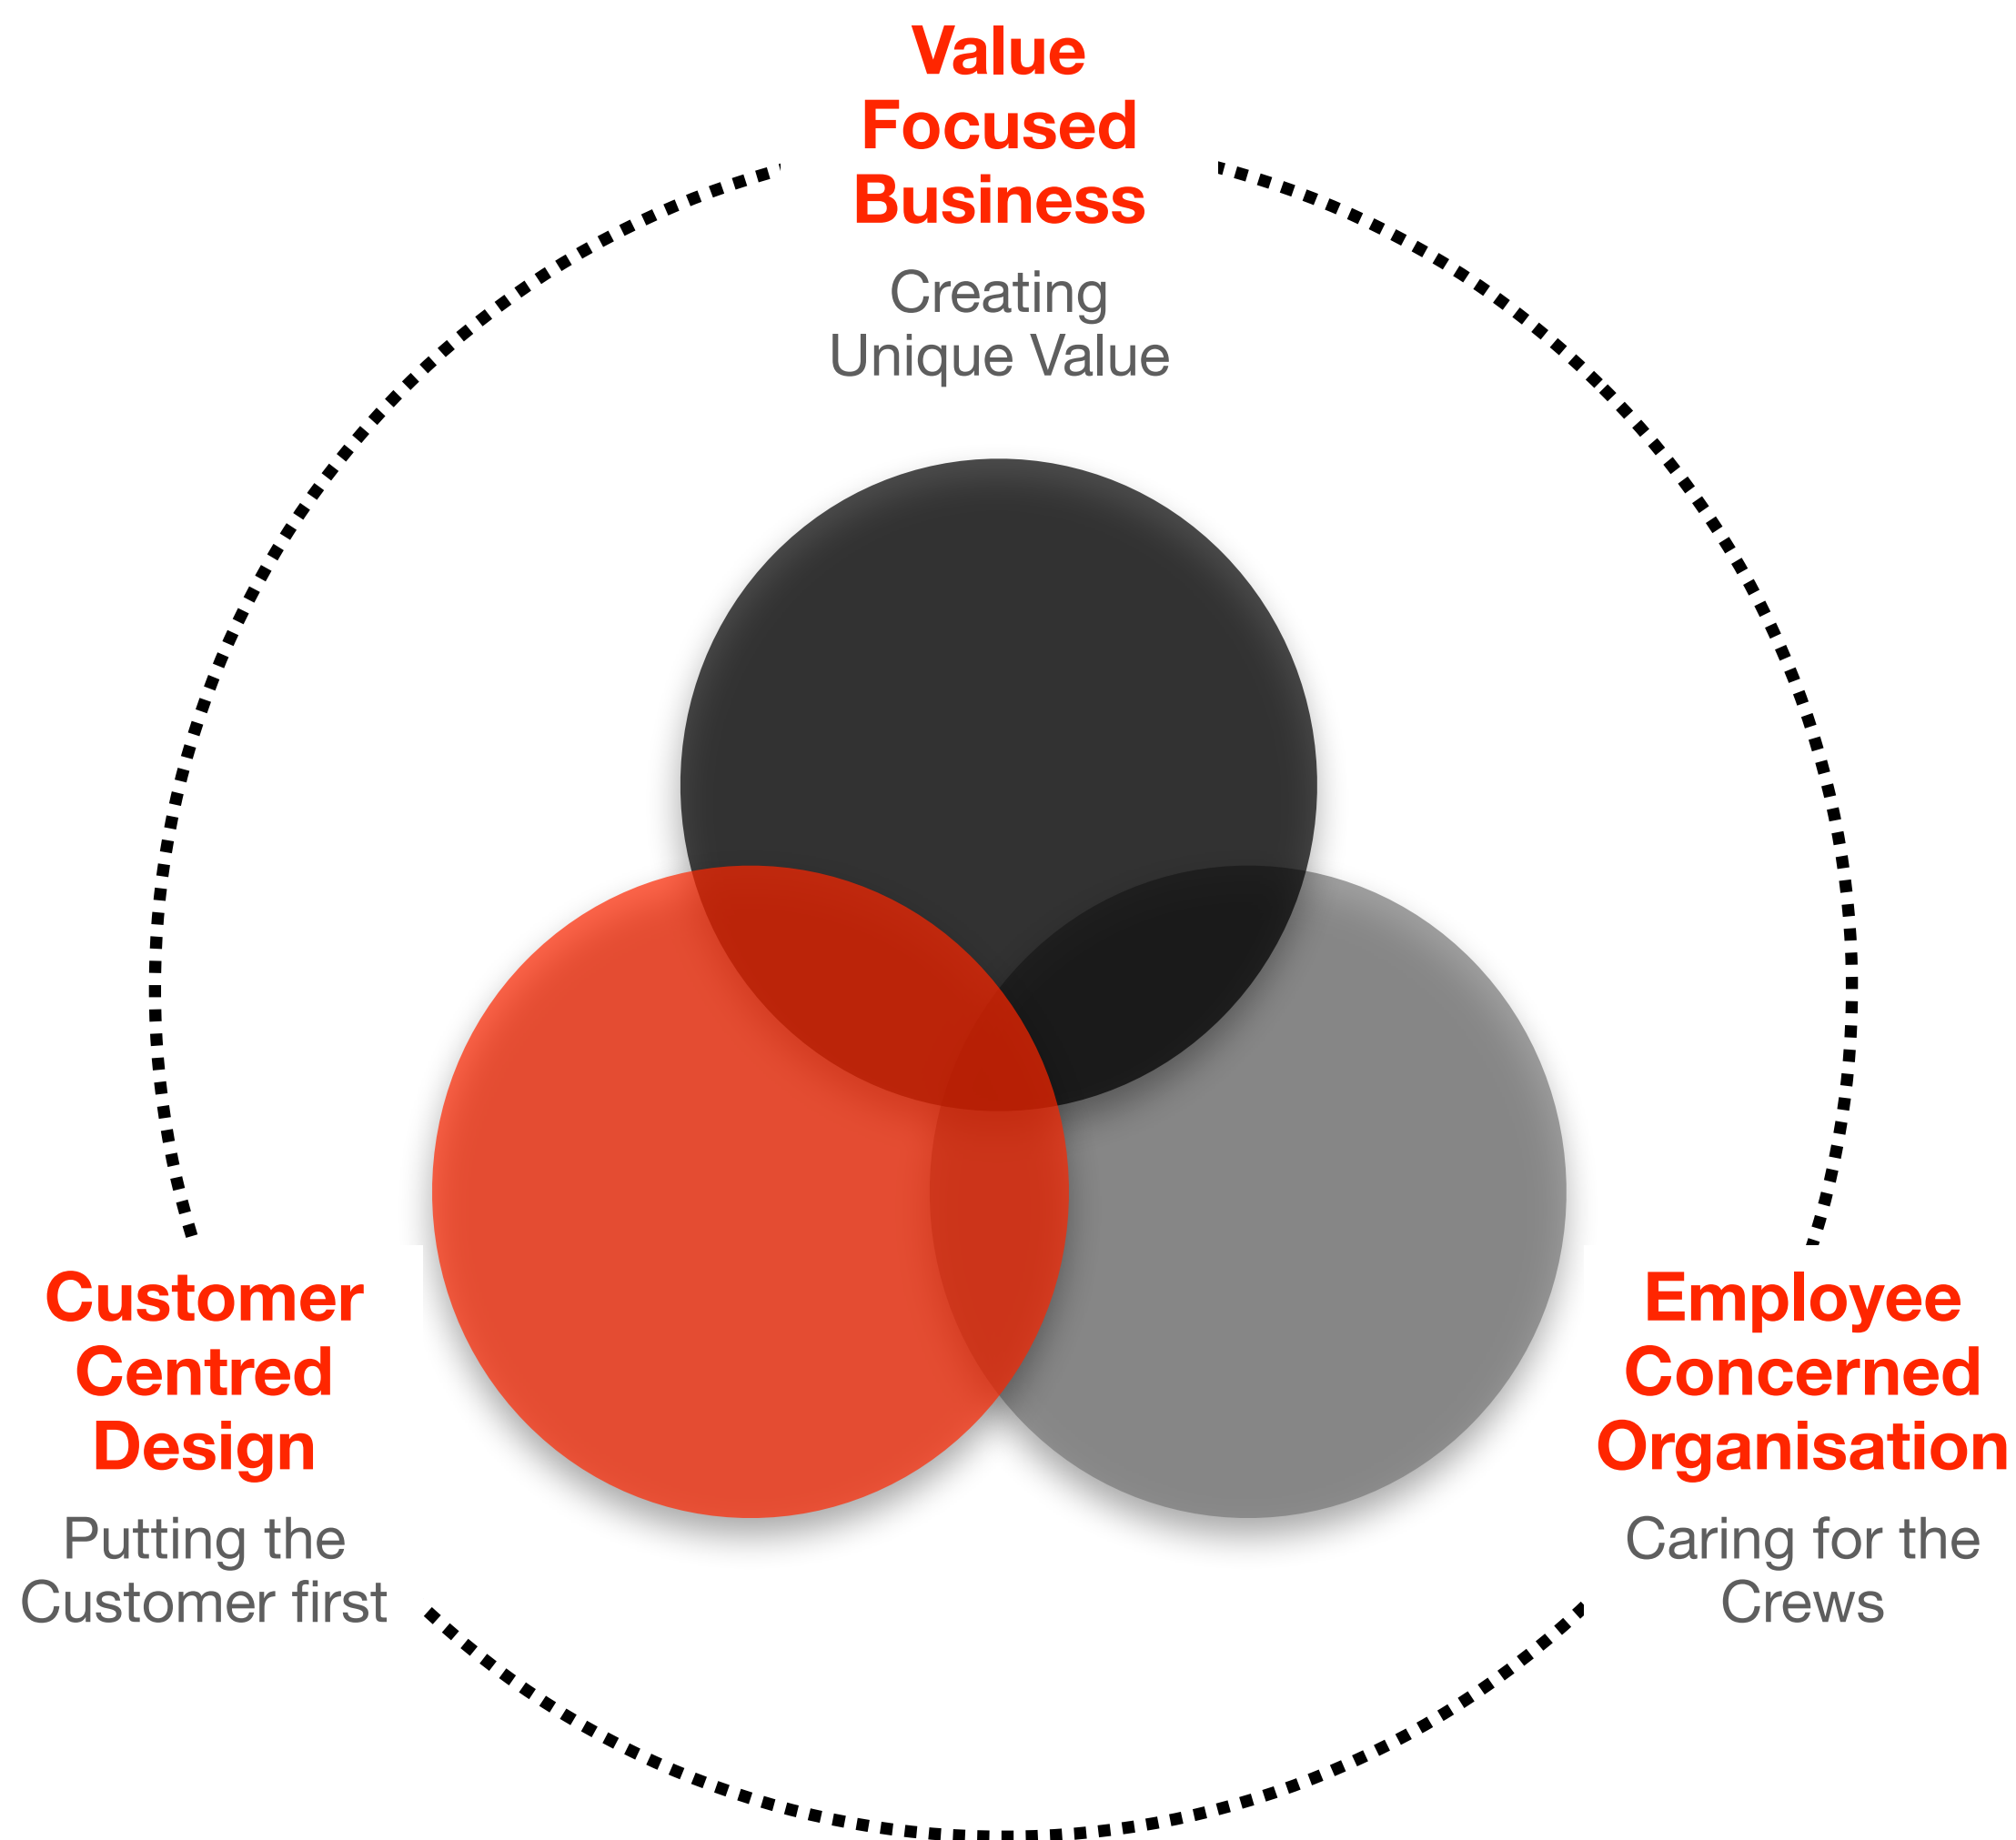 Value
Focused
Business
Creating
Unique Value
Customer
Centred
Design
Putting the
Customer first
Employee
Concerned
Organisation
Caring for the
Crews